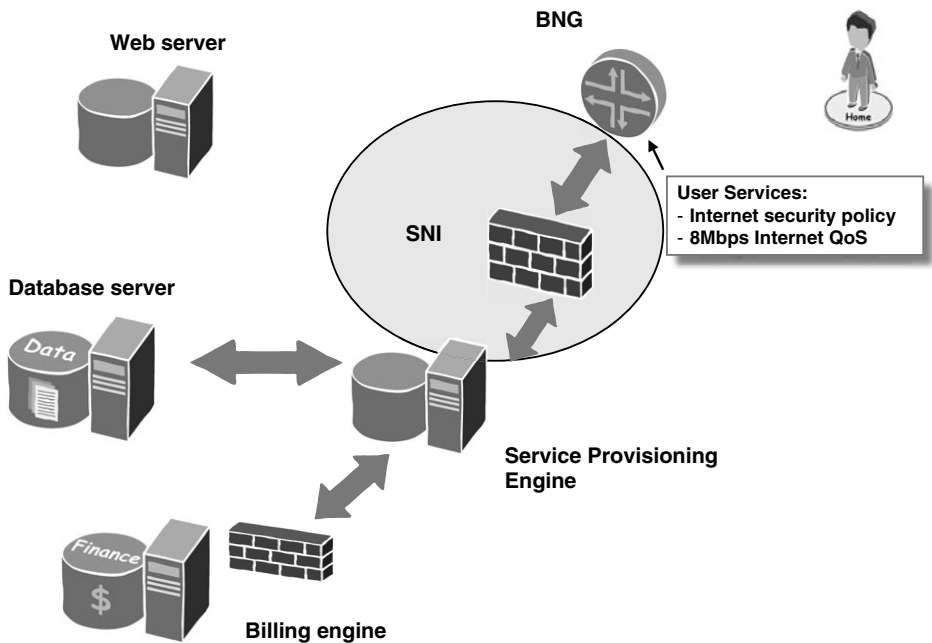 BNG
Web server
Home
User Services:
- Internet security policy
- 8Mbps Internet QoS
SNI
Database server
Data
Service Provisioning
Engine
Finance
$
Billing engine